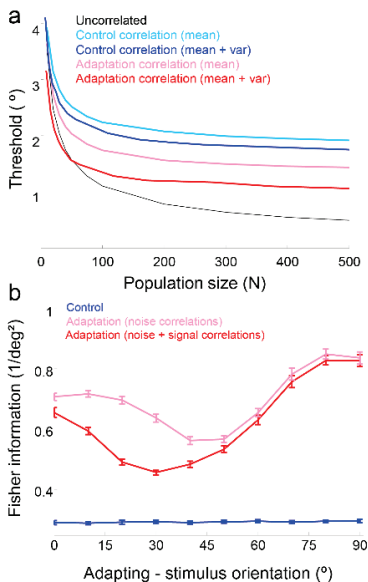 a
Uncorrelated
Control correlation (mean)
Control correlation (mean + var)
Adaptation correlation (mean)
Adaptation correlation (mean + var)
Threshold (º)
4
3
2
1
0
100
200
300
400
500
Population size (N)
b
Control
Adaptation (noise correlations)
Adaptation (noise + signal correlations)
Fisher information (1/deg²)
1
0.8
0.6
0.4
0
15
30
45
60
75
90
Adapting - stimulus orientation (º)